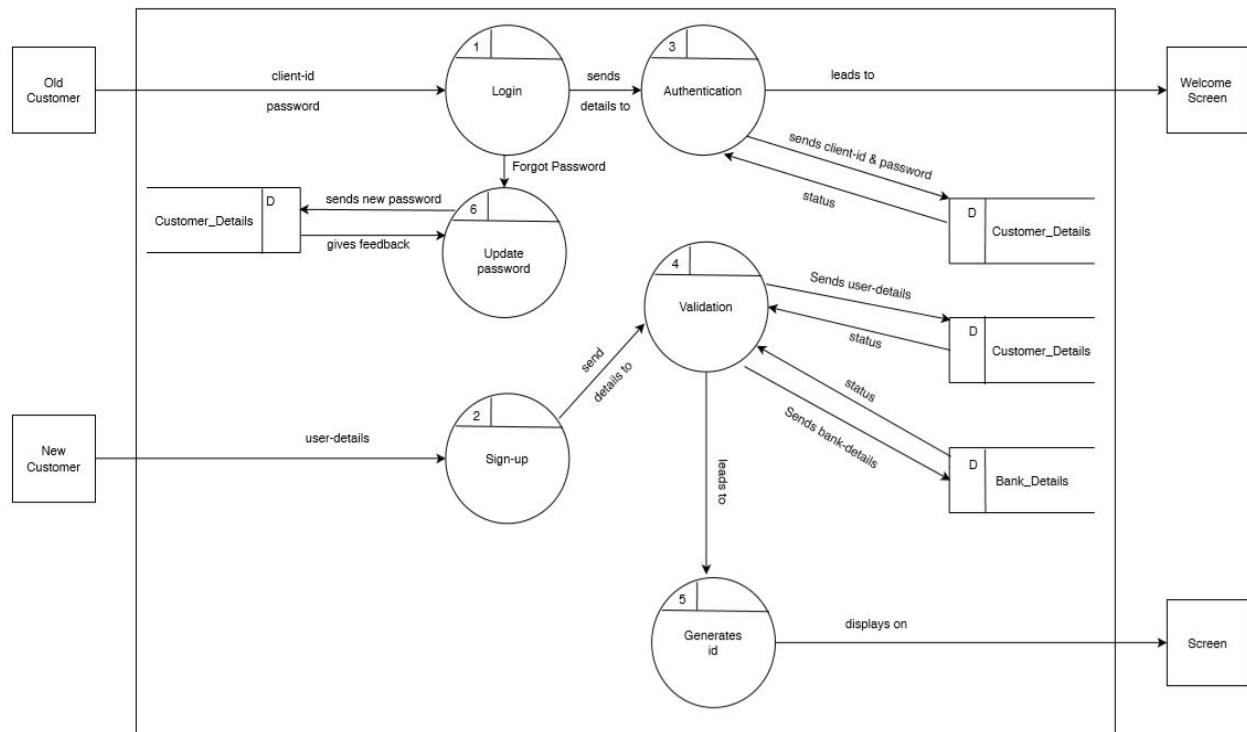 1
3
Old
Customer
client-id
password
Login
sends
details to
Authentication
leads to
Welcome
Screen
Forgot Password
sends client-id & password
status
Customer_Details
D
sends new password
gives feedback
6
Update
password
D
Customer_Details
4
Validation
Sends user-details
status
D
Customer_Details
send
details to
status
Sends bank-details
New
Customer
user-details
2
Sign-up
leads to
D
Bank_Details
5
Generates
id
displays on
Screen